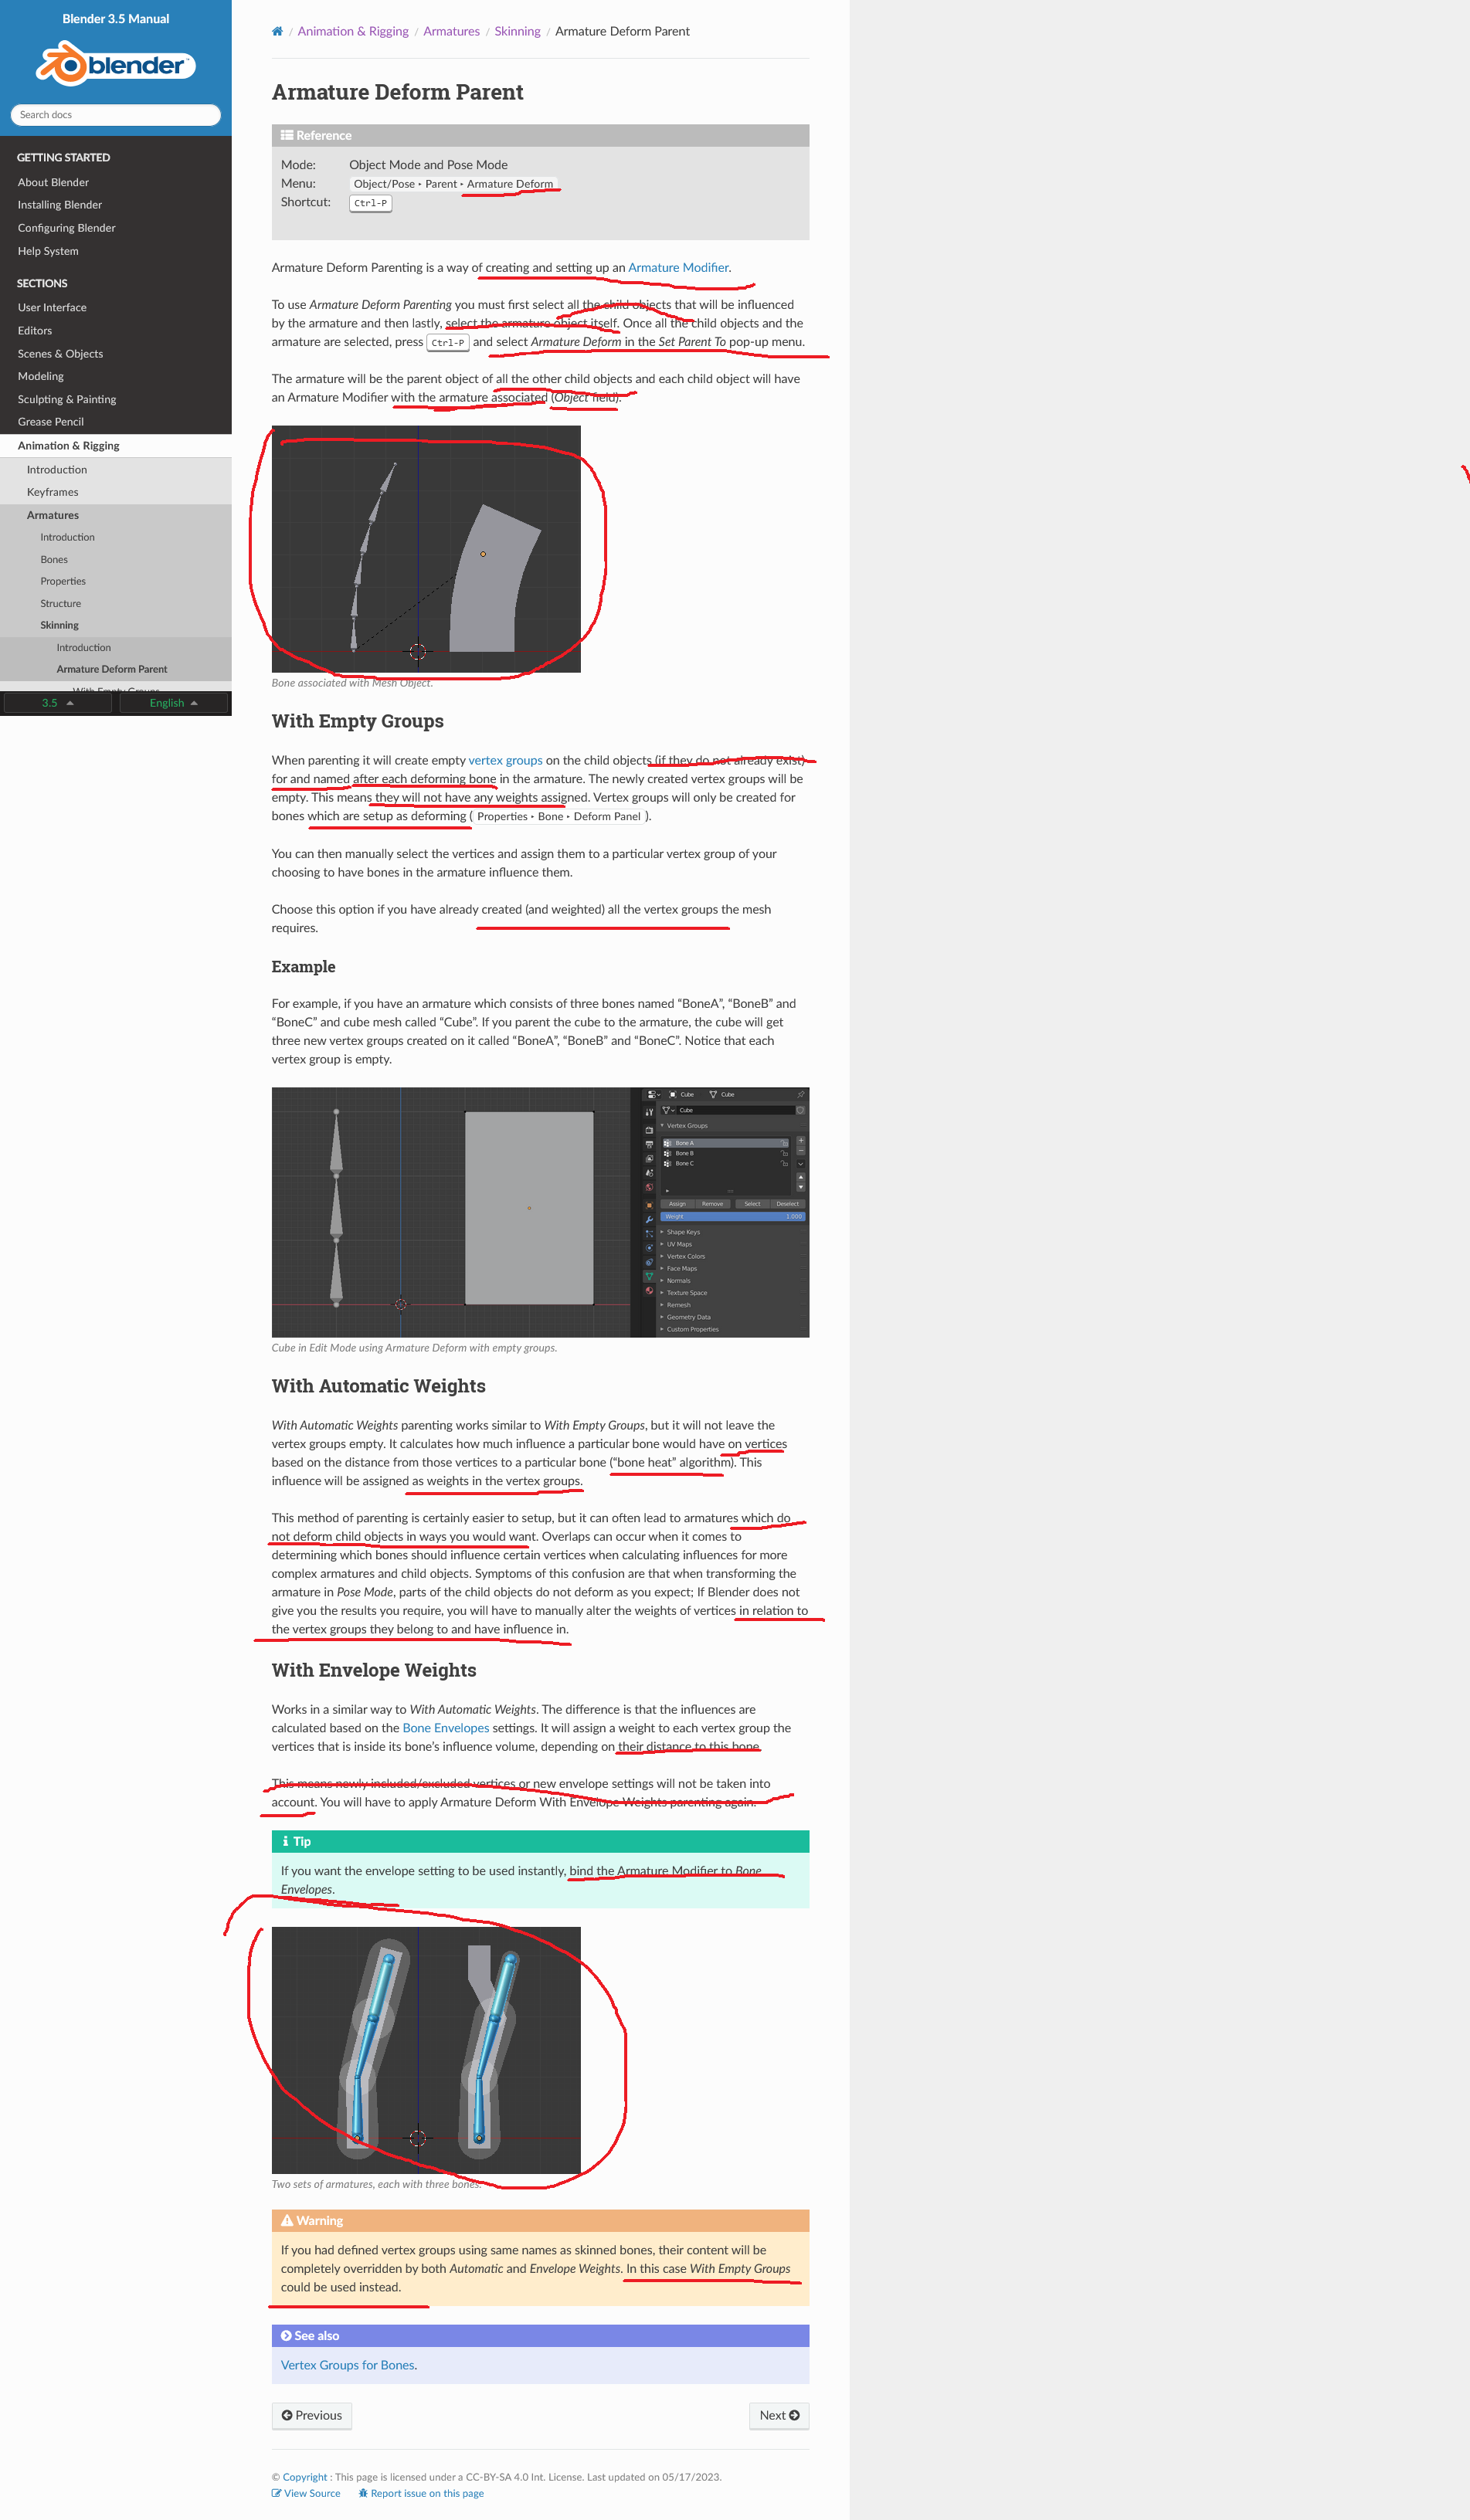 Blender 3.5 Manual
blender™
Search docs
GETTING STARTED
About Blender
Installing Blender
Configuring Blender
Help System
SECTIONS
User Interface
Editors
Scenes & Objects
Modeling
Sculpting & Painting
Grease Pencil
Animation & Rigging
Introduction
Keyframes
Armatures
Introduction
Bones
Properties
Structure
Skinning
Introduction
Armature Deform Parent
With Empty Groups
3.5
English
/ Animation & Rigging / Armatures / Skinning / Armature Deform Parent
Armature Deform Parent
Reference
Mode: Object Mode and Pose Mode
Menu: Object/Pose ‣ Parent ‣ Armature Deform
Shortcut: Ctrl-P
Armature Deform Parenting is a way of creating and setting up an Armature Modifier.
To use Armature Deform Parenting you must first select all the child objects that will be influenced
by the armature and then lastly, select the armature object itself. Once all the child objects and the
armature are selected, press Ctrl-P and select Armature Deform in the Set Parent To pop-up menu.
The armature will be the parent object of all the other child objects and each child object will have
an Armature Modifier with the armature associated (Object field).
Bone associated with Mesh Object.
With Empty Groups
When parenting it will create empty vertex groups on the child objects (if they do not already exist)
for and named after each deforming bone in the armature. The newly created vertex groups will be
empty. This means they will not have any weights assigned. Vertex groups will only be created for
bones which are setup as deforming ( Properties ‣ Bone ‣ Deform Panel ).
You can then manually select the vertices and assign them to a particular vertex group of your
choosing to have bones in the armature influence them.
Choose this option if you have already created (and weighted) all the vertex groups the mesh
requires.
Example
For example, if you have an armature which consists of three bones named “BoneA”, “BoneB” and
“BoneC” and cube mesh called “Cube”. If you parent the cube to the armature, the cube will get
three new vertex groups created on it called “BoneA”, “BoneB” and “BoneC”. Notice that each
vertex group is empty.
Cube Cube
Cube
Vertex Groups
Bone A
Bone B
Bone C
Assign Remove Select Deselect
Weight 1.000
Shape Keys
UV Maps
Vertex Colors
Face Maps
Normals
Texture Space
Remesh
Geometry Data
Custom Properties
Cube in Edit Mode using Armature Deform with empty groups.
With Automatic Weights
With Automatic Weights parenting works similar to With Empty Groups, but it will not leave the
vertex groups empty. It calculates how much influence a particular bone would have on vertices
based on the distance from those vertices to a particular bone (“bone heat” algorithm). This
influence will be assigned as weights in the vertex groups.
This method of parenting is certainly easier to setup, but it can often lead to armatures which do
not deform child objects in ways you would want. Overlaps can occur when it comes to
determining which bones should influence certain vertices when calculating influences for more
complex armatures and child objects. Symptoms of this confusion are that when transforming the
armature in Pose Mode, parts of the child objects do not deform as you expect; If Blender does not
give you the results you require, you will have to manually alter the weights of vertices in relation to
the vertex groups they belong to and have influence in.
With Envelope Weights
Works in a similar way to With Automatic Weights. The difference is that the influences are
calculated based on the Bone Envelopes settings. It will assign a weight to each vertex group the
vertices that is inside its bone’s influence volume, depending on their distance to this bone.
This means newly included/excluded vertices or new envelope settings will not be taken into
account. You will have to apply Armature Deform With Envelope Weights parenting again.
Tip
If you want the envelope setting to be used instantly, bind the Armature Modifier to Bone
Envelopes.
Two sets of armatures, each with three bones.
Warning
If you had defined vertex groups using same names as skinned bones, their content will be
completely overridden by both Automatic and Envelope Weights. In this case With Empty Groups
could be used instead.
See also
Vertex Groups for Bones.
Previous
Next
© Copyright : This page is licensed under a CC-BY-SA 4.0 Int. License. Last updated on 05/17/2023.
View Source Report issue on this page